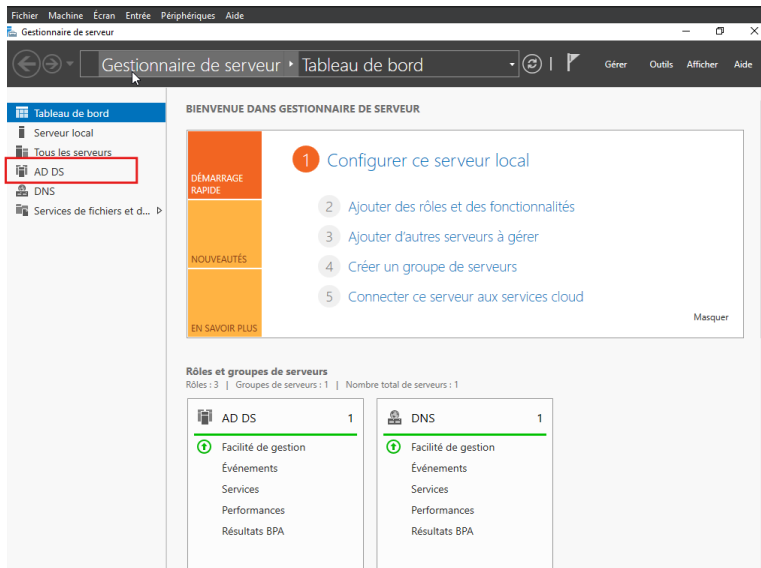 Fichier Machine Écran Entrée Périphériques Aide
Gestionnaire de serveur
Gestionnaire de serveur Tableau de bord
Gérer Outils Afficher Aide
Tableau de bord
Serveur local
Tous les serveurs
AD DS
DNS
Services de fichiers et d...
BIENVENUE DANS GESTIONNAIRE DE SERVEUR
DÉMARRAGE
RAPIDE
NOUVEAUTÉS
EN SAVOIR PLUS
1 Configurer ce serveur local
2 Ajouter des rôles et des fonctionnalités
3 Ajouter d'autres serveurs à gérer
4 Créer un groupe de serveurs
5 Connecter ce serveur aux services cloud
Masquer
Rôles et groupes de serveurs
Rôles : 3 | Groupes de serveurs : 1 | Nombre total de serveurs : 1
AD DS 1
Facilité de gestion
Événements
Services
Performances
Résultats BPA
DNS 1
Facilité de gestion
Événements
Services
Performances
Résultats BPA